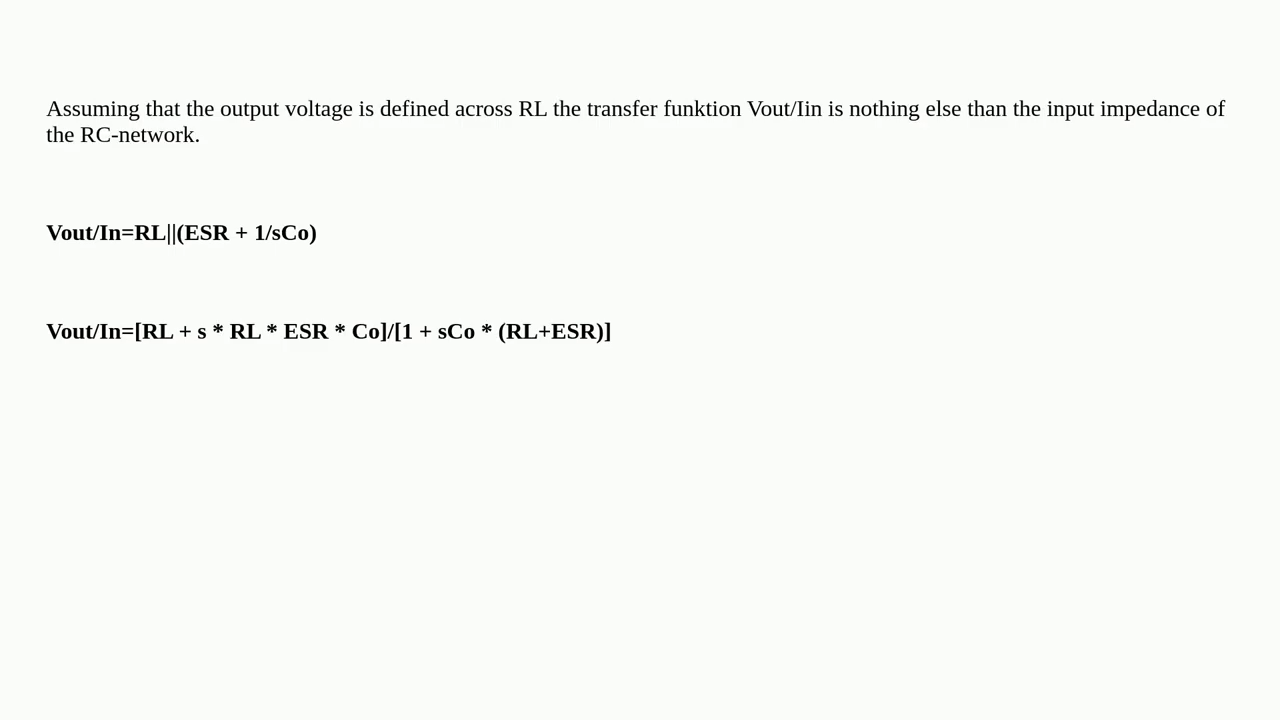 Assuming that the output voltage is defined across RL the transfer funktion Vout/Iin is nothing else than the input impedance of
the RC-network.
Vout/In=RL||(ESR + 1/sCo)
Vout/In=[RL + s * RL * ESR * Co]/[1 + sCo * (RL+ESR)]